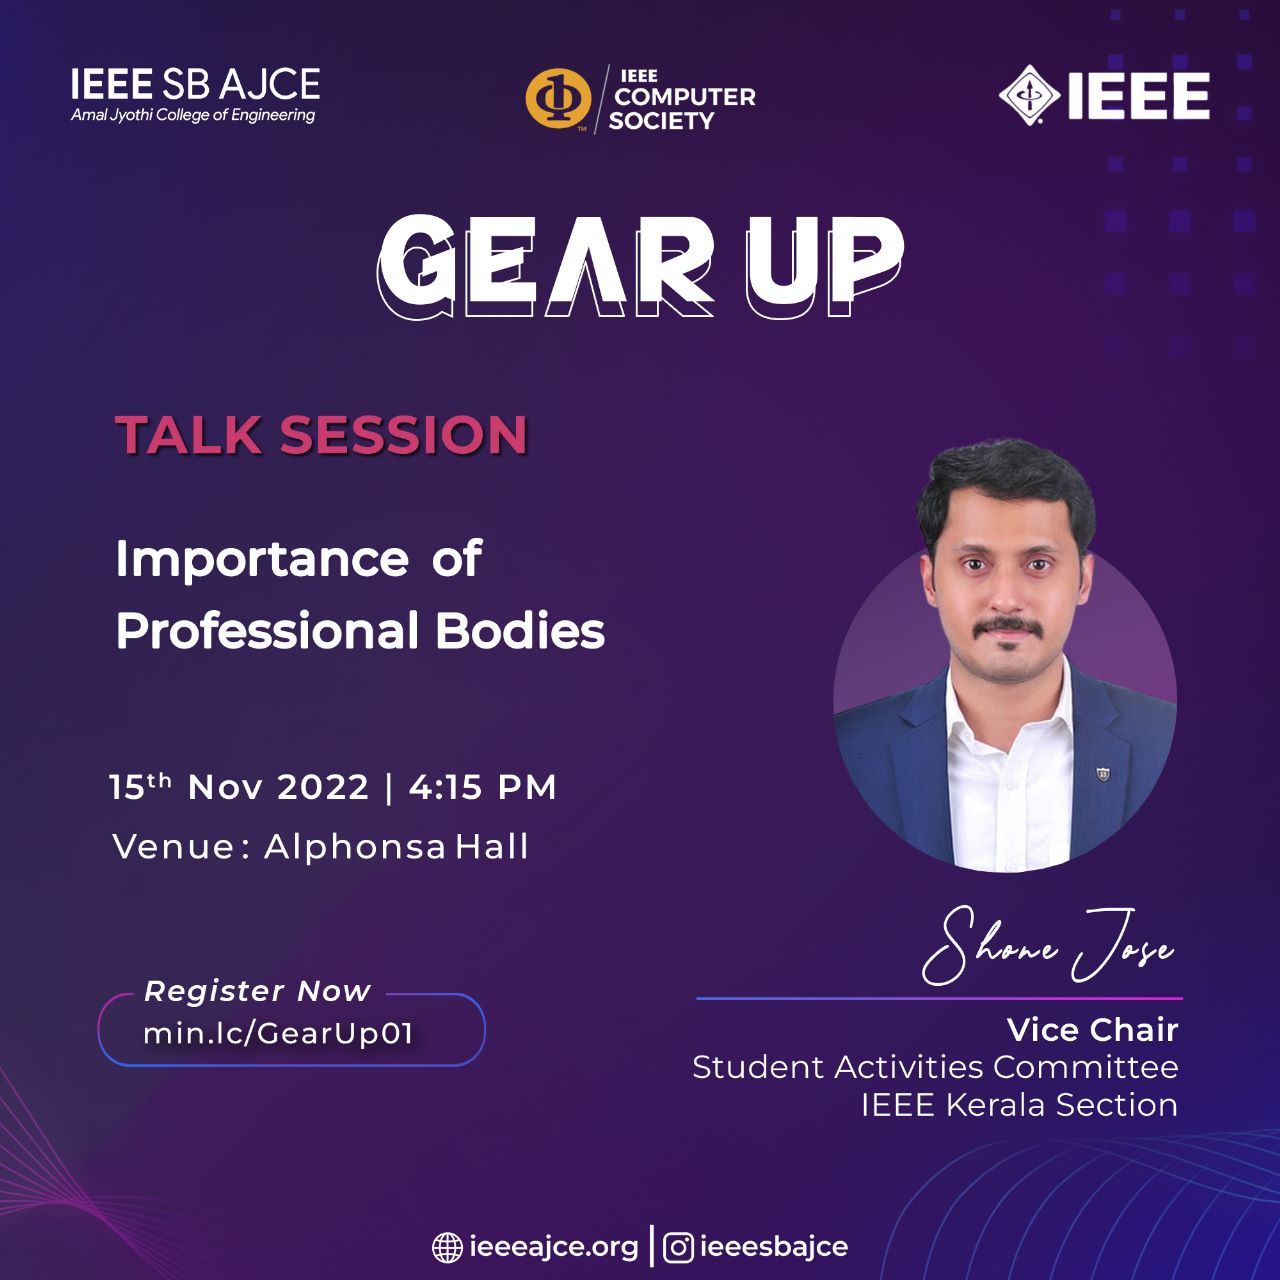 IEEE SB AJCE
Amal Jyothi College of Engineering
IEEE
COMPUTER
SOCIETY
TM
IEEE
GEAR UP
TALK SESSION
Importance of
Professional Bodies
15th Nov 2022 | 4:15 PM
Venue: Alphonsa Hall
Shone Jose
Register Now
min.lc/GearUp01
Vice Chair
Student Activities Committee
IEEE Kerala Section
ieeeajce.org | ieeesbajce